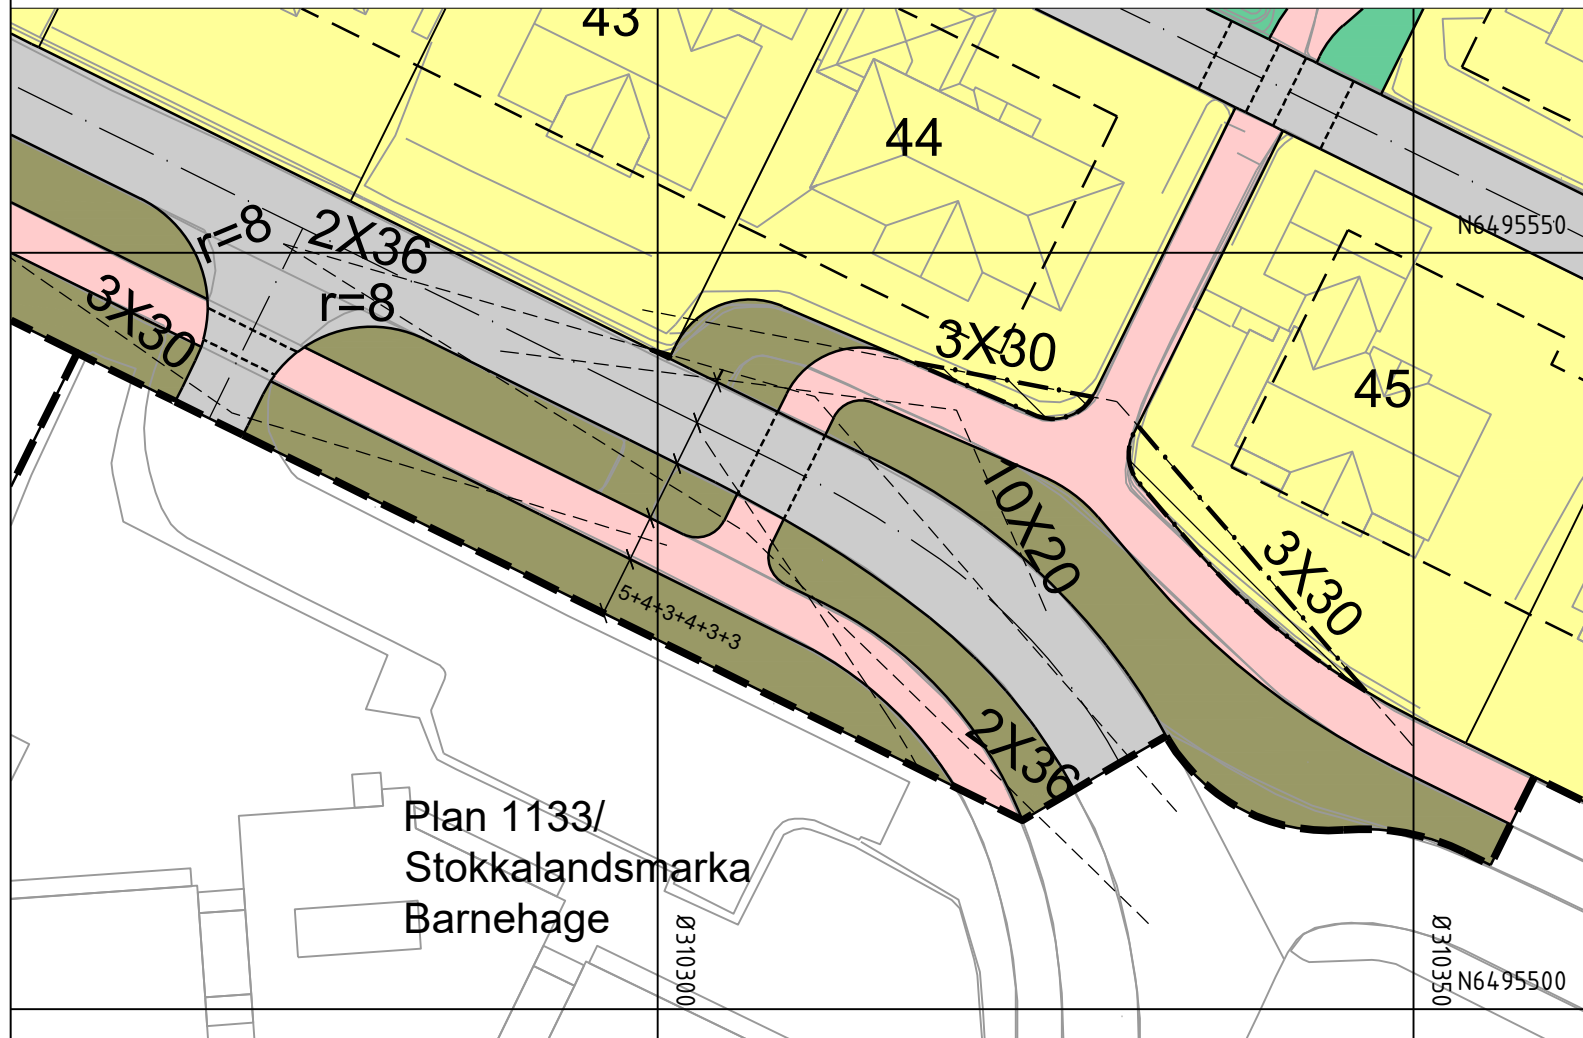 43
44
N6495550
r=8
2X36
3X30
r=8
3X30
45
10X20
3X30
5+4+3+4+3+3
2X36
Plan 1133/
Stokkalandsmarka
Barnehage
Ø310300
Ø310350
N6495500